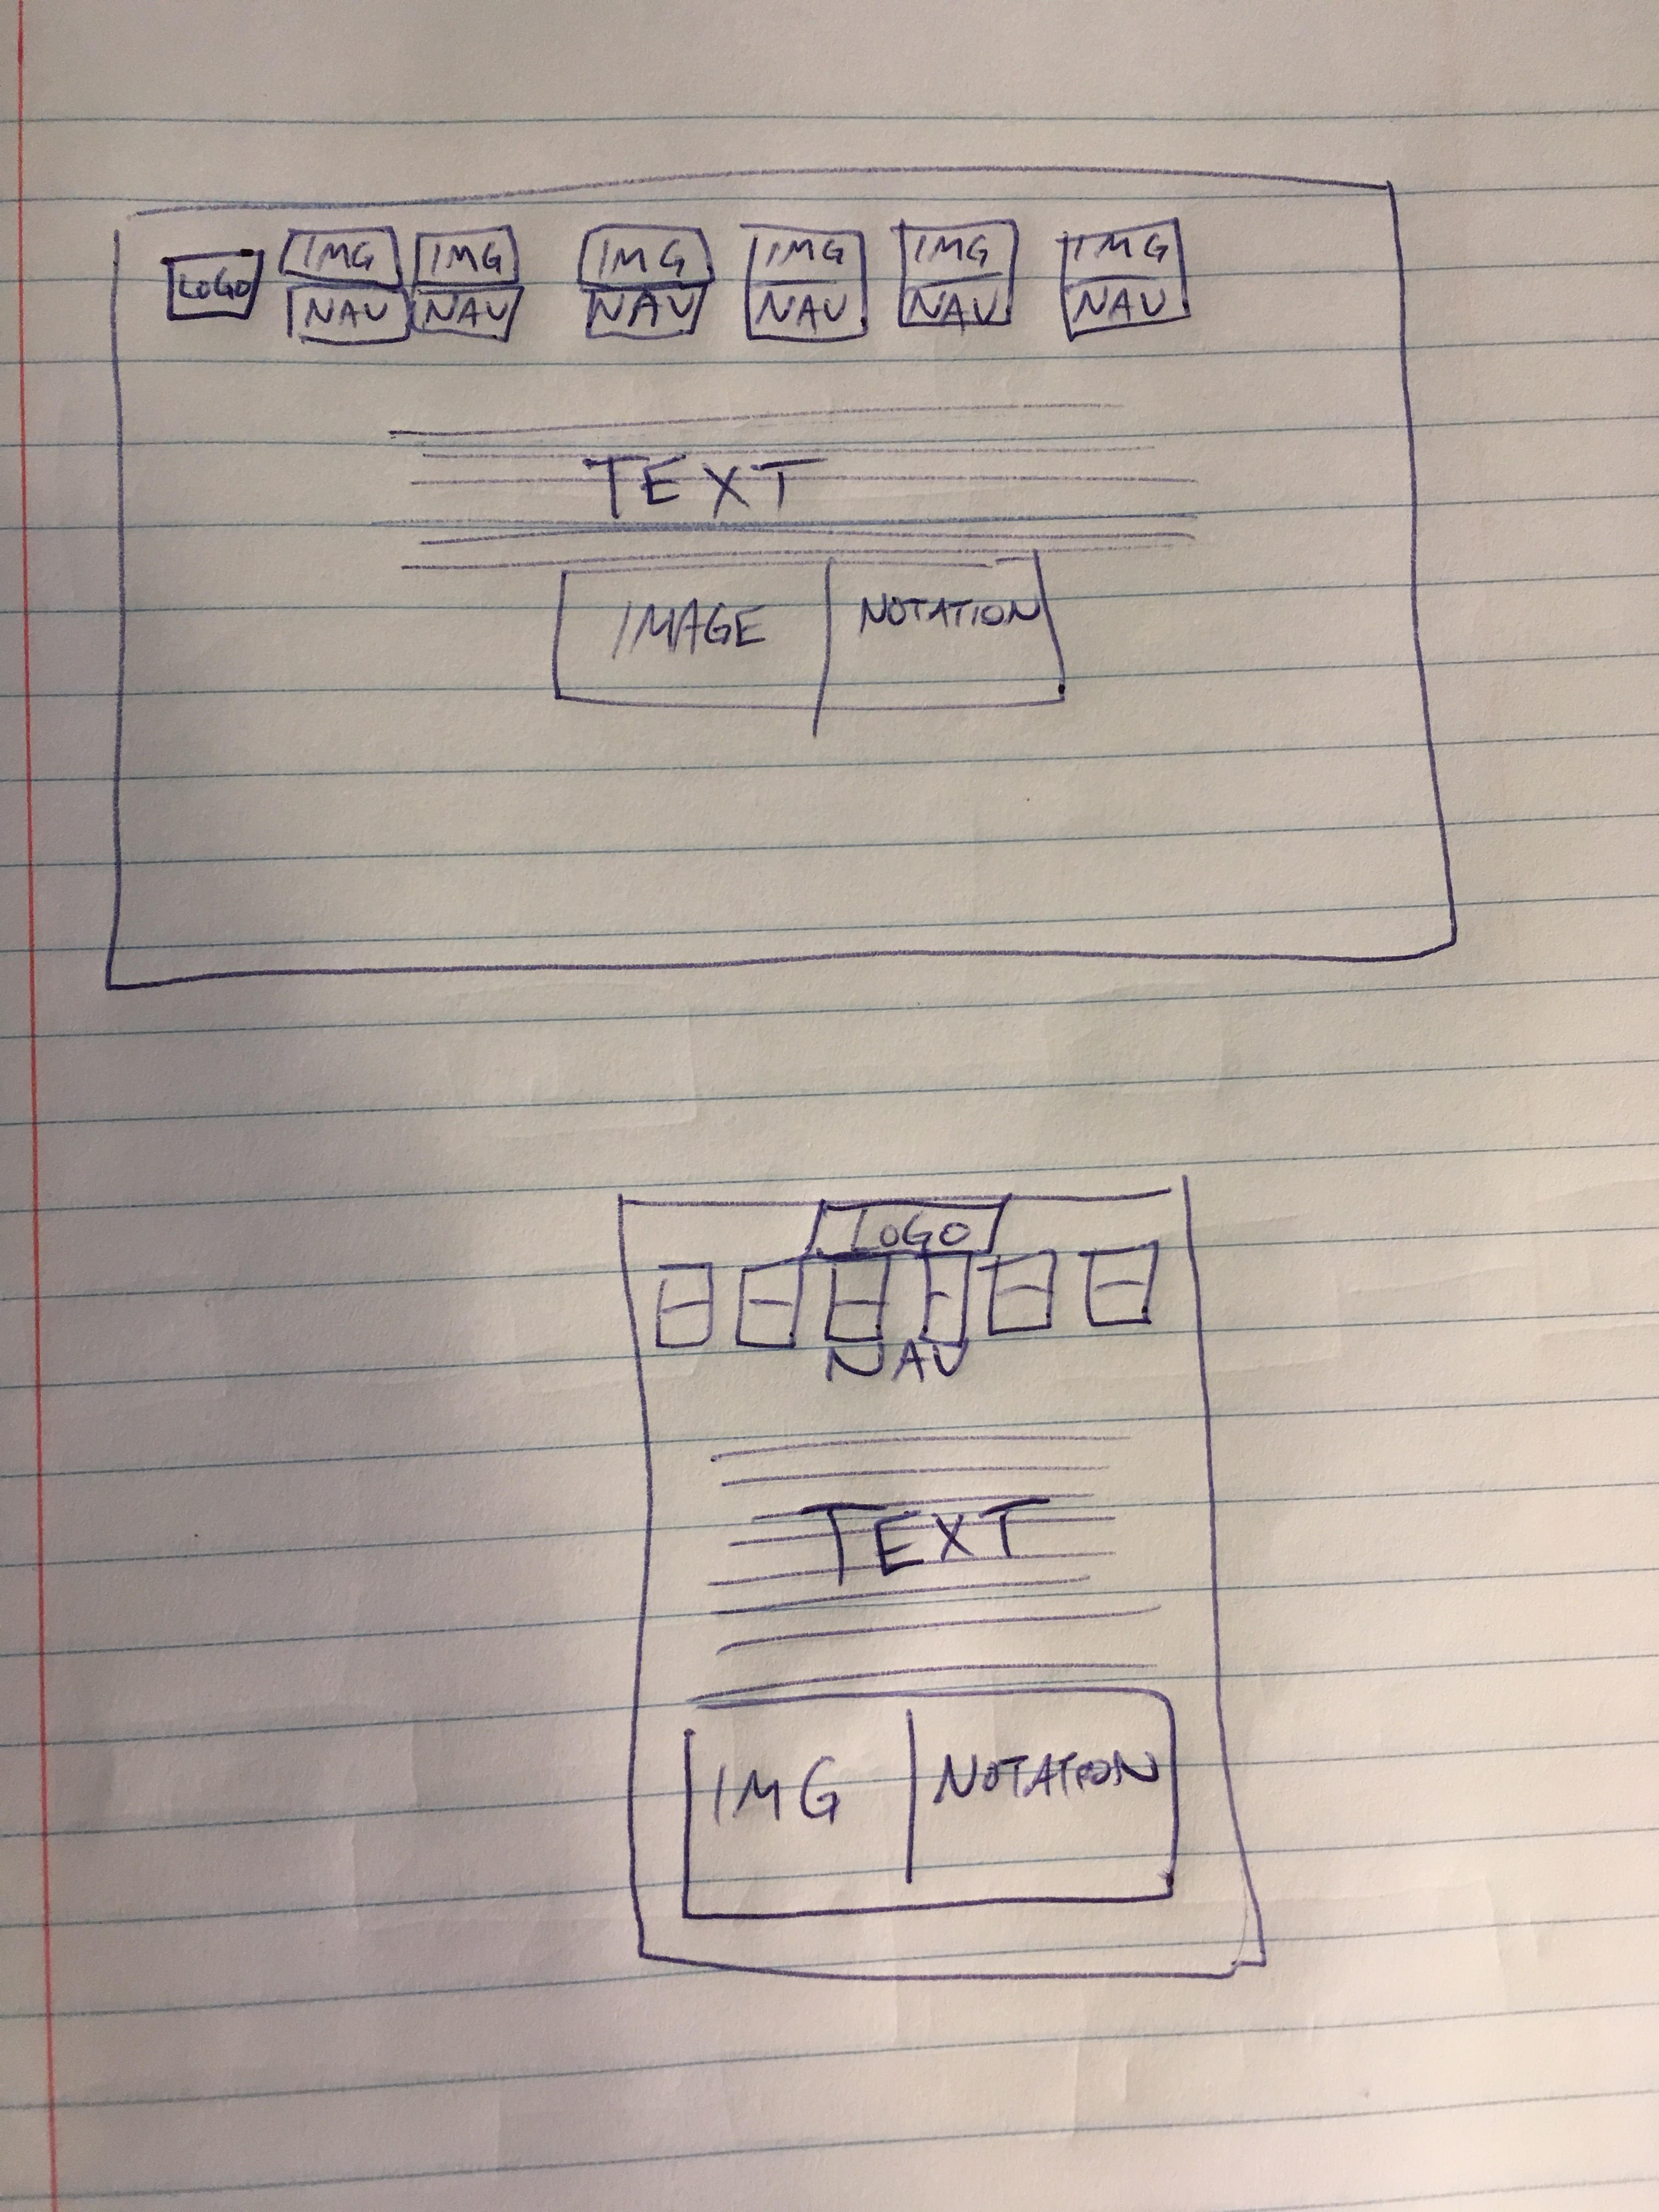 LOGO IMG IMG IMG IMG IMG IMG
NAV NAV NAV NAV NAV NAV
TEXT
IMAGE NOTATION
LOGO
NAV
TEXT
IMG NOTATION